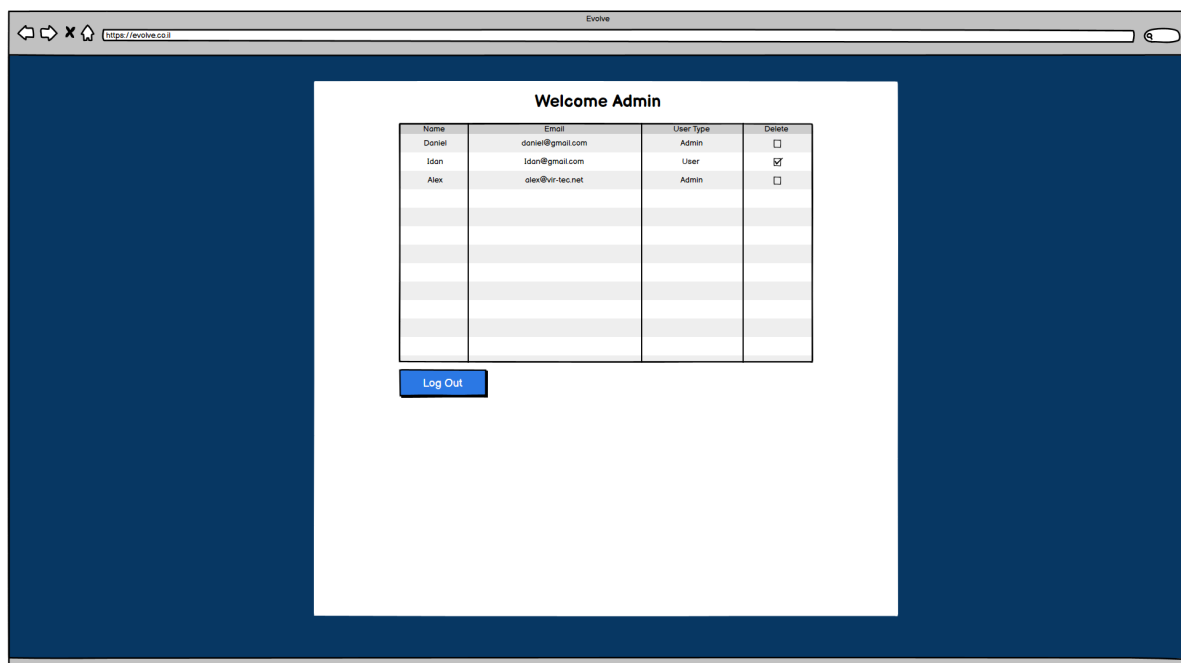 Evolve
https://evolve.co.il
Welcome Admin
Name Email User Type Delete
Daniel daniel@gmail.com Admin
Idan Idan@gmail.com User
Alex alex@vir-tec.net Admin
Log Out